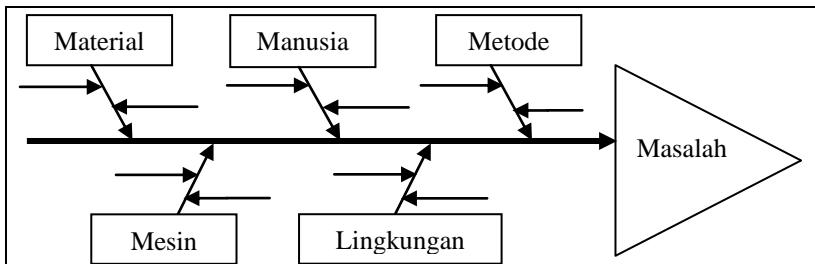 Material
Manusia
Metode
Masalah
Mesin
Lingkungan